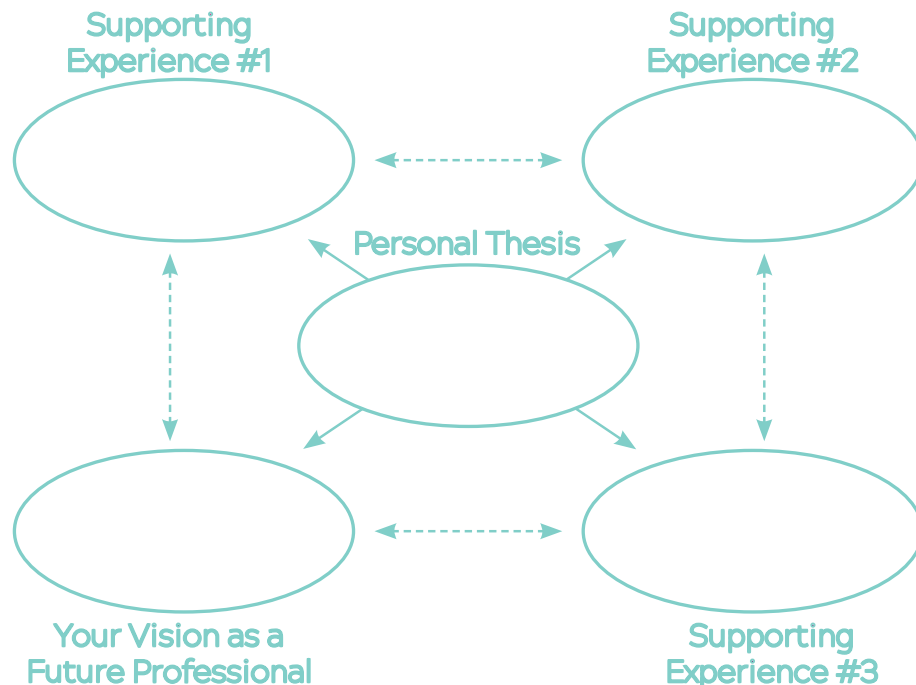 Supporting
Experience #1
Supporting
Experience #2
Personal Thesis
Your Vision as a
Future Professional
Supporting
Experience #3